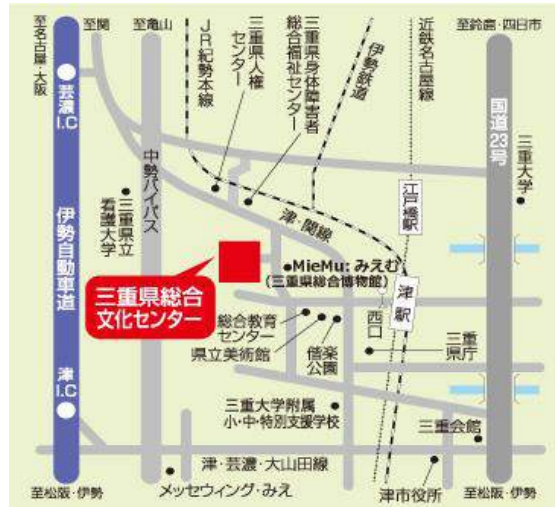 至名古屋・大阪
至関
至亀山
JR紀勢本線
三重県人権
センター
三重県身体障害者
総合福祉センター
伊勢鉄道
近鉄名古屋線
至鈴鹿・四日市
芸濃
I.C
国道23号
三重大学
中勢バイパス
三重県立
看護大学
江戸橋駅
伊勢自動車道
津・関線
MieMu:みえむ
(三重県総合博物館)
三重県総合
文化センター
津駅
西口
総合教育
センター
県立美術館
偕楽
公園
三重
県庁
津
I.C
三重大学附属
小・中・特別支援学校
三重会館
津・芸濃・大山田線
メッセウィング・みえ
津市役所
至松阪・伊勢
至松阪・伊勢